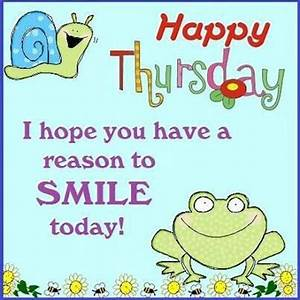 Happy
Thursday
I hope you have a
reason to
SMILE
today!